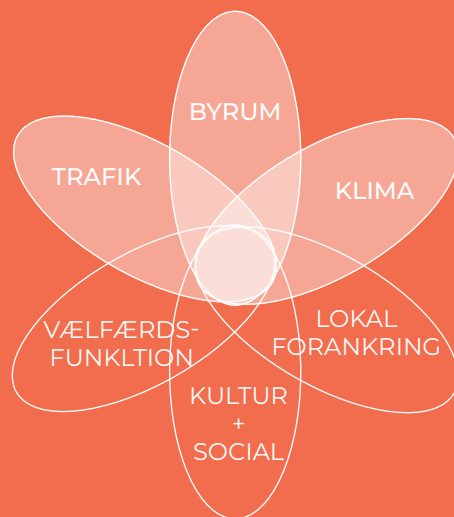 BYRUM
TRAFIK
KLIMA
VÆLFÆRDS-
FUNKLTION
LOKAL
FORANKRING
KULTUR
+
SOCIAL